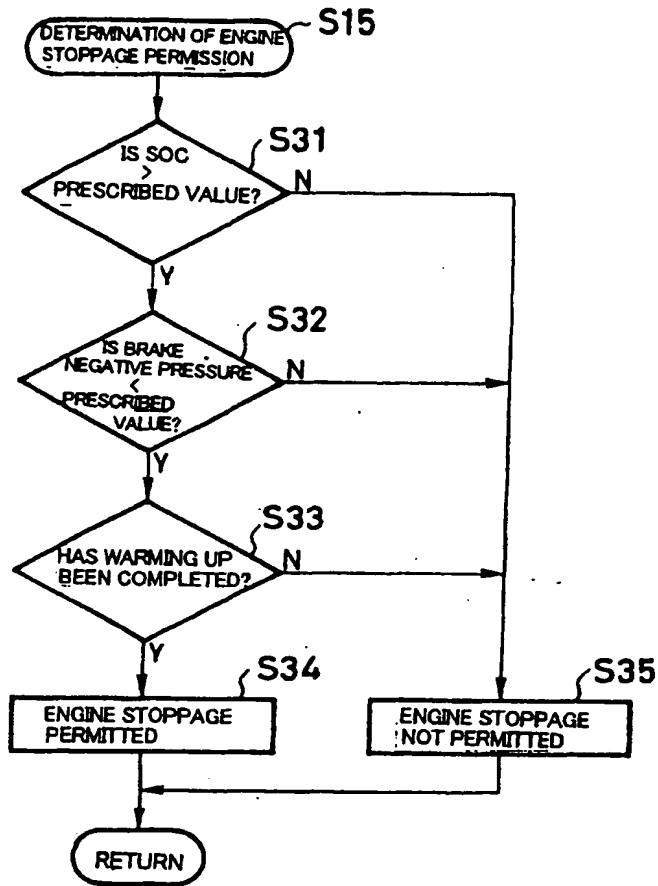 DETERMINATION OF ENGINE
STOPPAGE PERMISSION
S15
IS SOC
>
PRESCRIBED VALUE?
S31
N
Y
IS BRAKE
NEGATIVE PRESSURE
<
PRESCRIBED
VALUE?
S32
N
Y
HAS WARMING UP
BEEN COMPLETED?
S33
N
Y
ENGINE STOPPAGE
PERMITTED
S34
ENGINE STOPPAGE
NOT PERMITTED
S35
RETURN